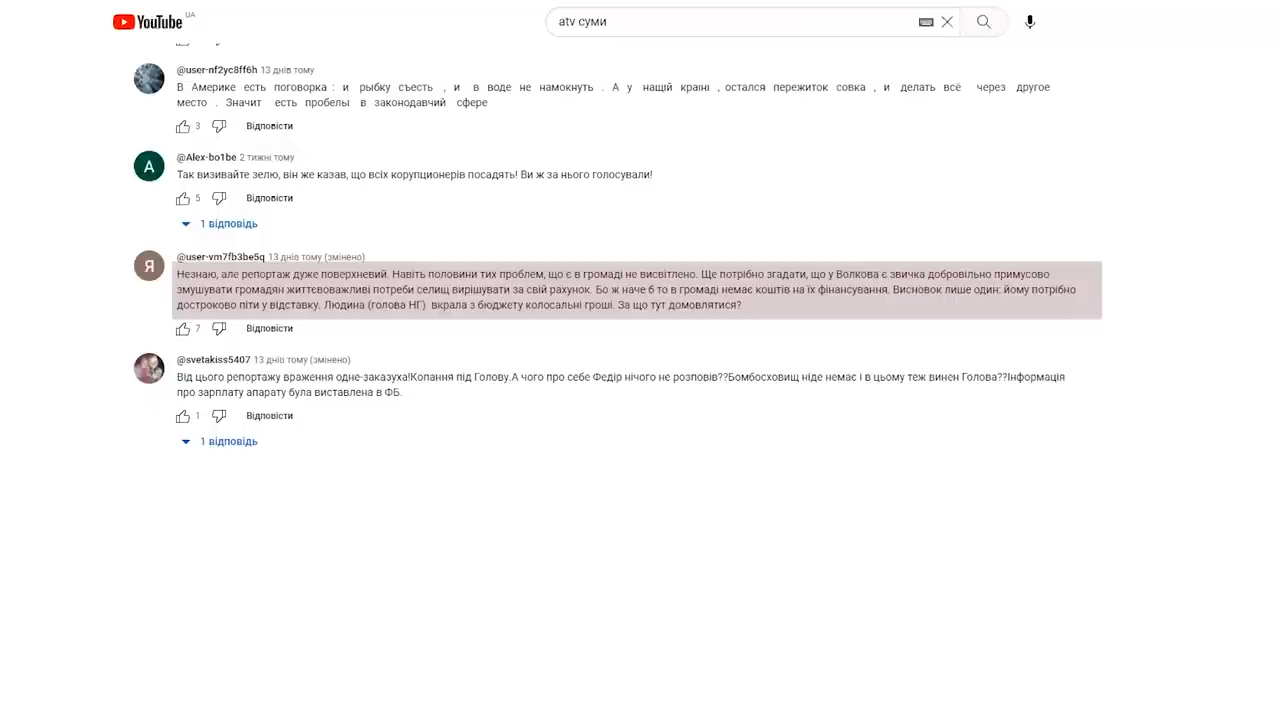 YouTube UA
atv суми
@user-nf2yc8ff6h 13 днів тому
В Америке есть поговорка : и рыбку съесть , и в воде не намокнуть . А у нащій країні , остался пережиток совка , и делать всё через другое
место . Значит есть пробелы в законодавчий сфере
3 Відповісти
A
@Alex-bo1be 2 тижні тому
Так визивайте зелю, він же казав, що всіх корупционерів посадять! Ви ж за нього голосували!
5 Відповісти
1 відповідь
Я
@user-vm7fb3be5q 13 днів тому (змінено)
Незнаю, але репортаж дуже поверхневий. Навіть половини тих проблем, що є в громаді не висвітлено. Ще потрібно згадати, що у Волкова є звичка добровільно примусово
змушувати громадян життєвоважливі потреби селищ вирішувати за свій рахунок. Бо ж наче б то в громаді немає коштів на їх фінансування. Висновок лише один: йому потрібно
достроково піти у відставку. Людина (голова НГ) вкрала з бюджету колосальні гроші. За що тут домовлятися?
7 Відповісти
@svetakiss5407 13 днів тому (змінено)
Від цього репортажу враження одне-заказуха!Копання під Голову.А чого про себе Федір нічого не розповів??Бомбосховищ ніде немає і в цьому теж винен Голова??Інформація
про зарплату апарату була виставлена в ФБ.
1 Відповісти
1 відповідь